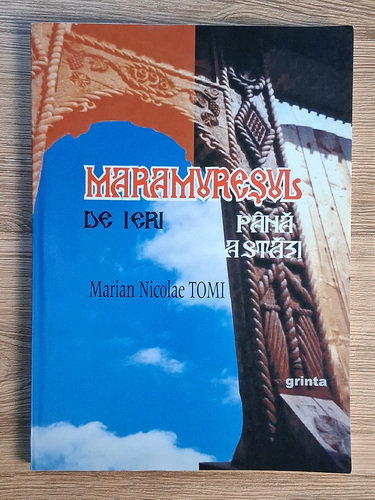 MARAMUREȘUL
DE IERI PÂNĂ
ASTĂZI
Marian Nicolae TOMI
grinta